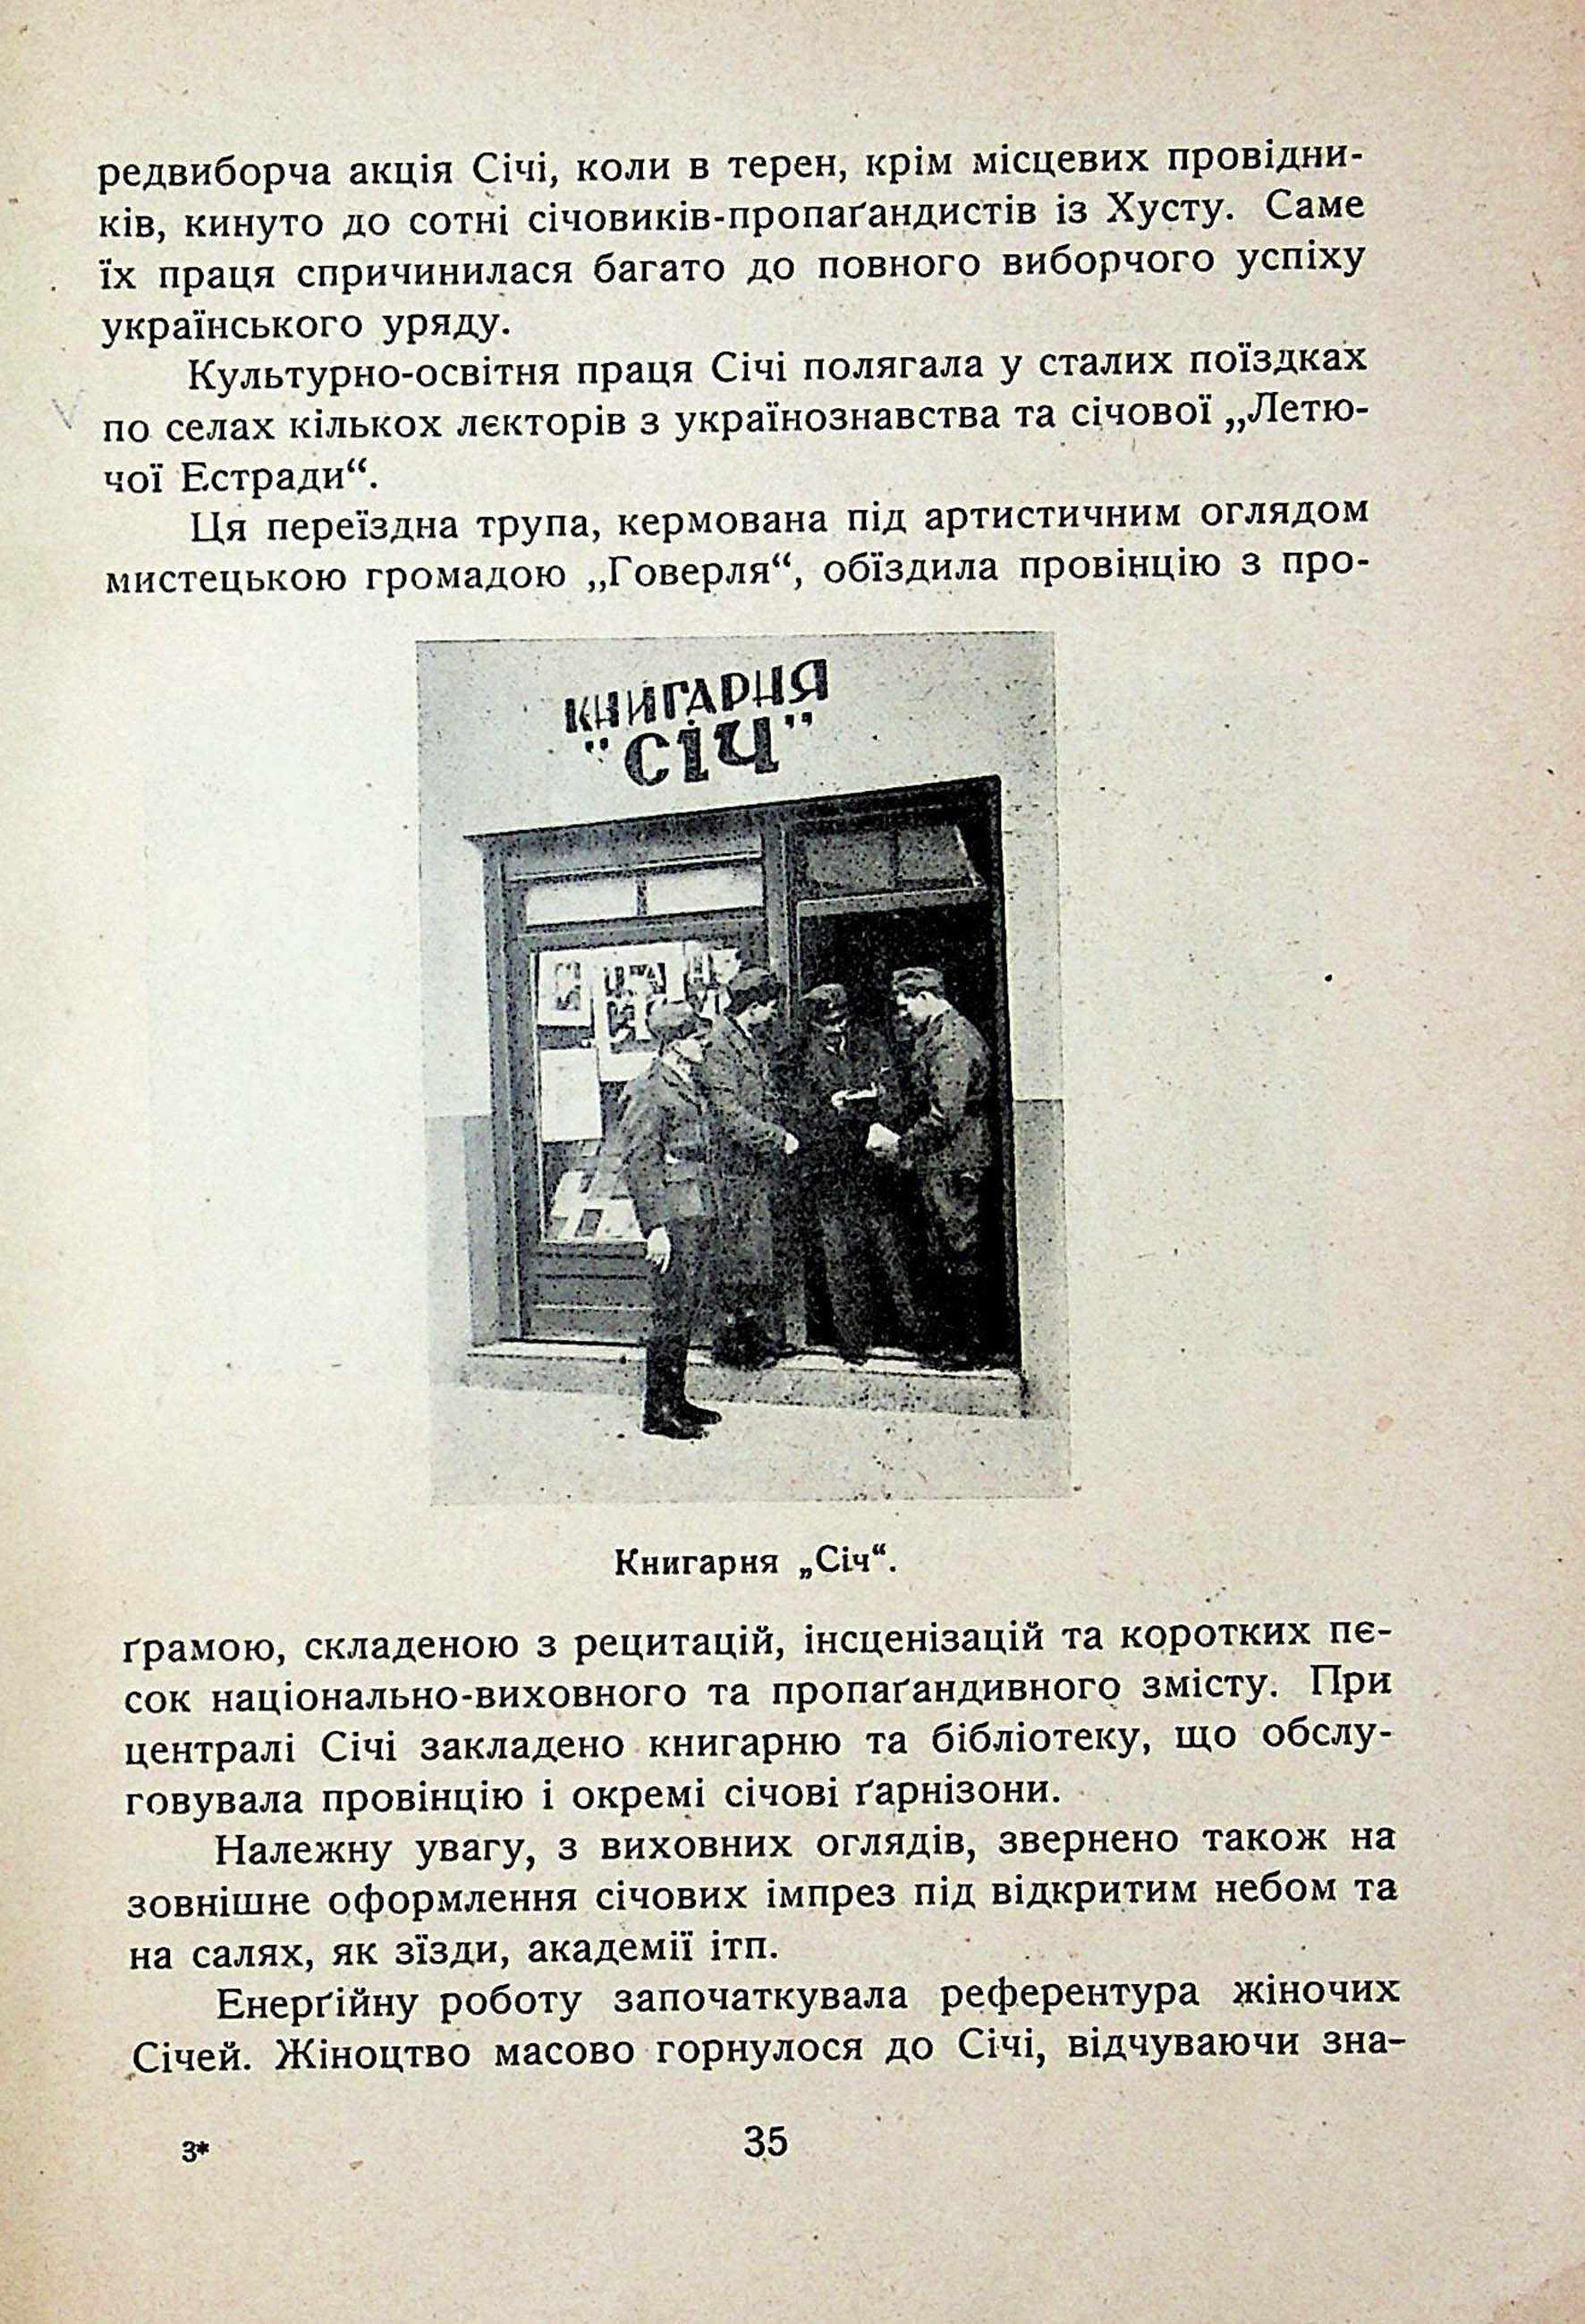 редвиборча акція Січі, коли в терен, крім місцевих провідни-
ків, кинуто до сотні січовиків-пропаґандистів із Хусту. Саме
їх праця спричинилася багато до повного виборчого успіху
українського уряду.
Культурно-освітня праця Січі полягала у сталих поїздках
по селах кількох лєкторів з українознавства та січової „Летю-
чої Естради“.
Ця переїздна трупа, кермована під артистичним оглядом
мистецькою громадою „Говерля“, обїздила провінцію з про-
КНИГАРНЯ
"СІЧ"
Книгарня „Січ“.
ґрамою, складеною з рецитацій, інсценізацій та коротких пє-
сок національно-виховного та пропаґандивного змісту. При
централі Січі закладено книгарню та бібліотеку, що обслу-
говувала провінцію і окремі січові ґарнізони.
Належну увагу, з виховних оглядів, звернено також на
зовнішне оформлення січових імпрез під відкритим небом та
на салях, як зїзди, академії ітп.
Енерґійну роботу започаткувала референтура жіночих
Січей. Жіноцтво масово горнулося до Січі, відчуваючи зна-
3*
35